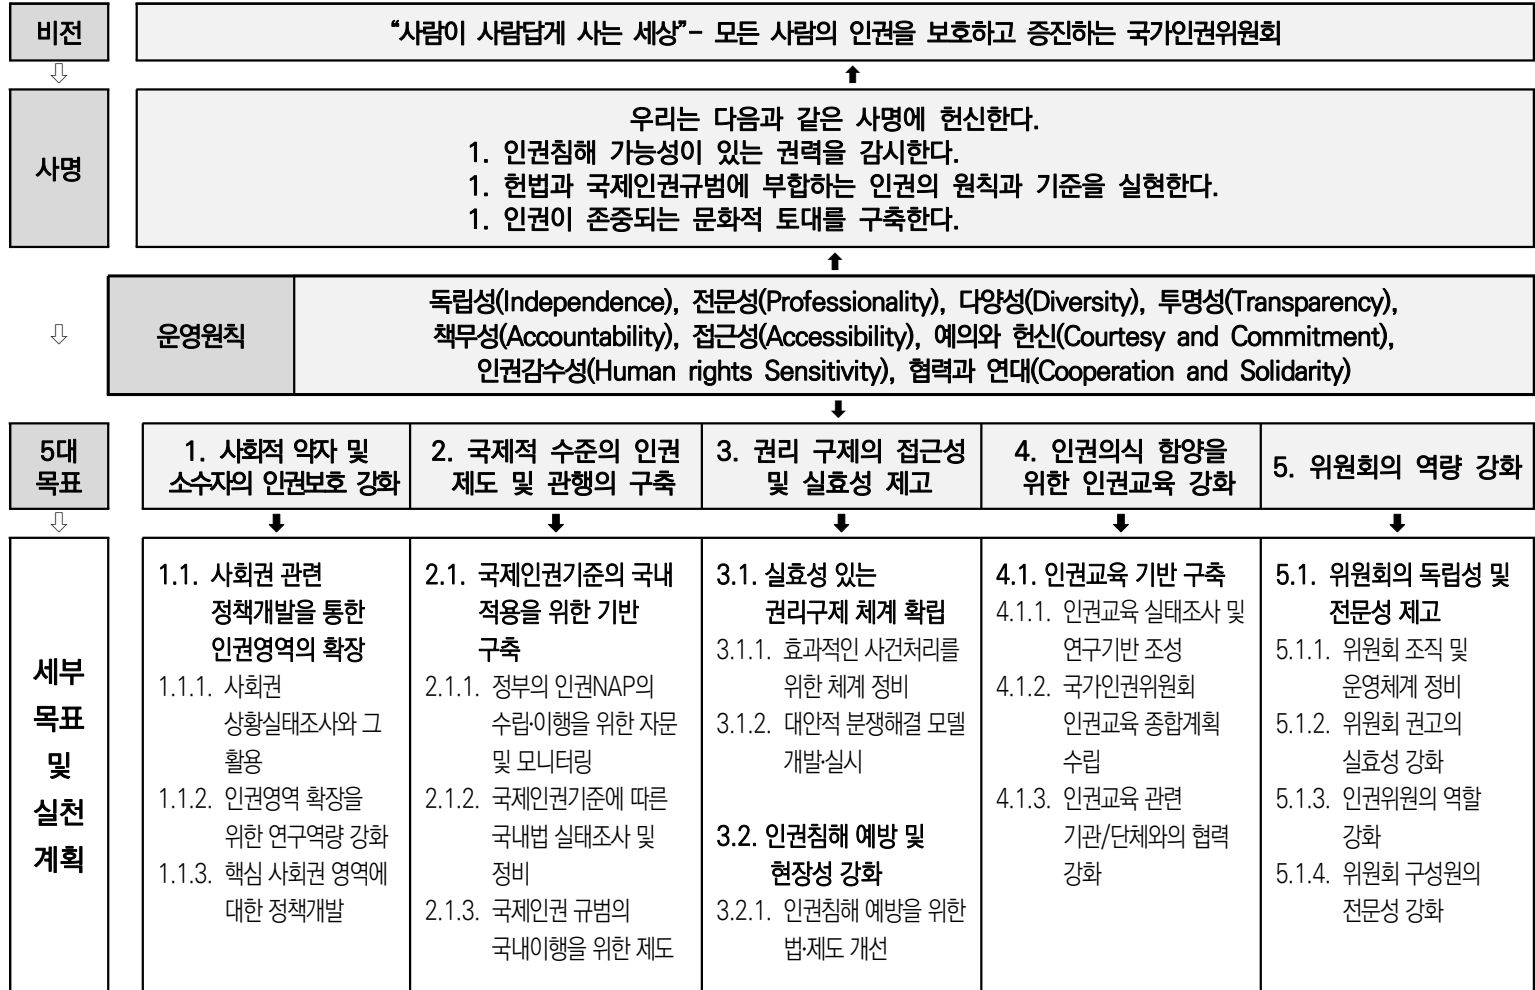 비전
“사람이 사람답게 사는 세상”- 모든 사람의 인권을 보호하고 증진하는 국가인권위원회
사명
우리는 다음과 같은 사명에 헌신한다.
1. 인권침해 가능성이 있는 권력을 감시한다.
1. 헌법과 국제인권규범에 부합하는 인권의 원칙과 기준을 실현한다.
1. 인권이 존중되는 문화적 토대를 구축한다.
운영원칙
독립성(Independence), 전문성(Professionality), 다양성(Diversity), 투명성(Transparency),
책무성(Accountability), 접근성(Accessibility), 예의와 헌신(Courtesy and Commitment),
인권감수성(Human rights Sensitivity), 협력과 연대(Cooperation and Solidarity)
5대
목표
1. 사회적 약자 및
소수자의 인권보호 강화
2. 국제적 수준의 인권
제도 및 관행의 구축
3. 권리 구제의 접근성
및 실효성 제고
4. 인권의식 함양을
위한 인권교육 강화
5. 위원회의 역량 강화
세부
목표
및
실천
계획
1.1. 사회권 관련
정책개발을 통한
인권영역의 확장
1.1.1. 사회권
상황실태조사와 그
활용
1.1.2. 인권영역 확장을
위한 연구역량 강화
1.1.3. 핵심 사회권 영역에
대한 정책개발
2.1. 국제인권기준의 국내
적용을 위한 기반
구축
2.1.1. 정부의 인권NAP의
수립·이행을 위한 자문
및 모니터링
2.1.2. 국제인권기준에 따른
국내법 실태조사 및
정비
2.1.3. 국제인권 규범의
국내이행을 위한 제도
3.1. 실효성 있는
권리구제 체계 확립
3.1.1. 효과적인 사건처리를
위한 체계 정비
3.1.2. 대안적 분쟁해결 모델
개발·실시
3.2. 인권침해 예방 및
현장성 강화
3.2.1. 인권침해 예방을 위한
법·제도 개선
4.1. 인권교육 기반 구축
4.1.1. 인권교육 실태조사 및
연구기반 조성
4.1.2. 국가인권위원회
인권교육 종합계획
수립
4.1.3. 인권교육 관련
기관/단체와의 협력
강화
5.1. 위원회의 독립성 및
전문성 제고
5.1.1. 위원회 조직 및
운영체계 정비
5.1.2. 위원회 권고의
실효성 강화
5.1.3. 인권위원의 역할
강화
5.1.4. 위원회 구성원의
전문성 강화